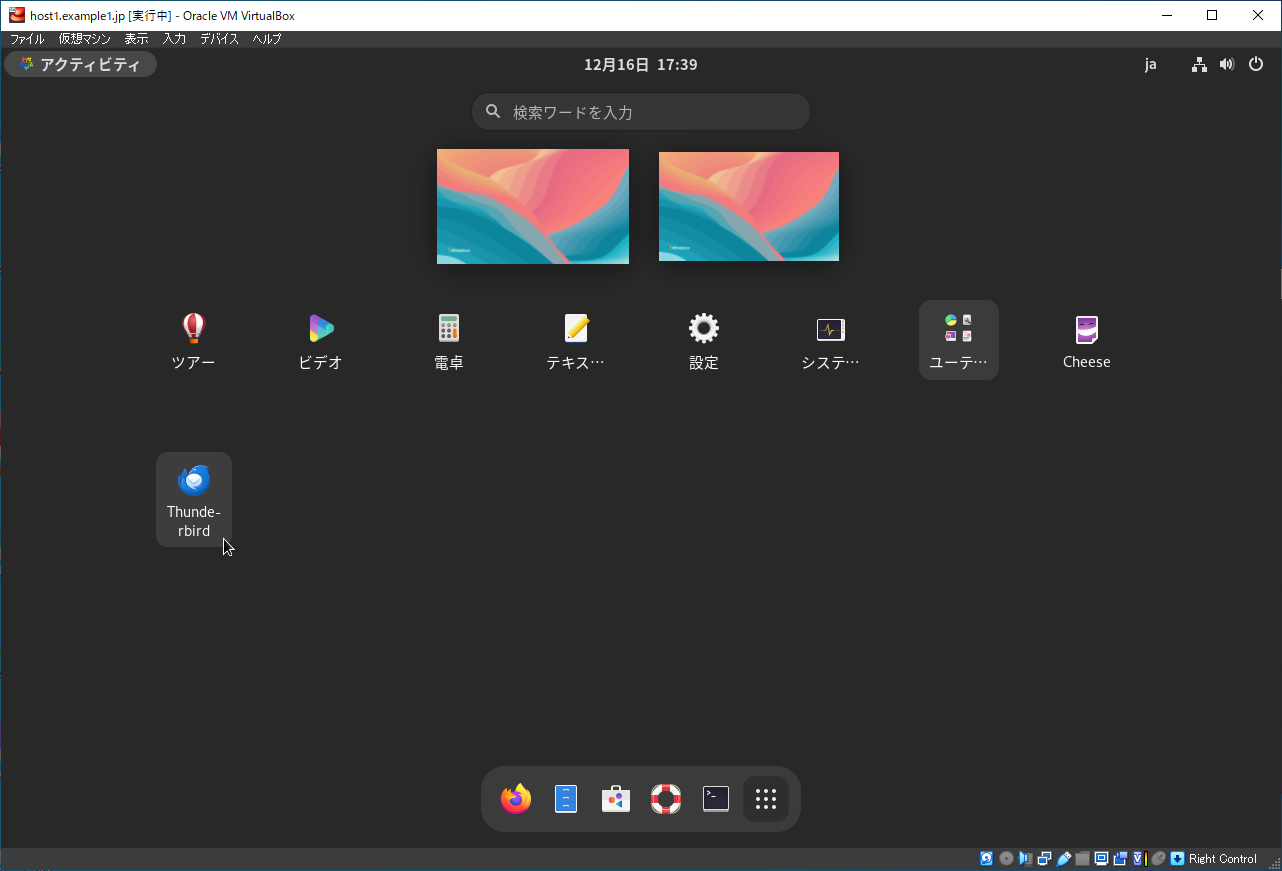 host1.example1.jp [実行中] - Oracle VM VirtualBox
ファイル 仮想マシン 表示 入力 デバイス ヘルプ
アクティビティ 12月16日 17:39 ja
検索ワードを入力
ツアー ビデオ 電卓 テキス… 設定 システ… ユーテ… Cheese
Thunde-
rbird
Right Control